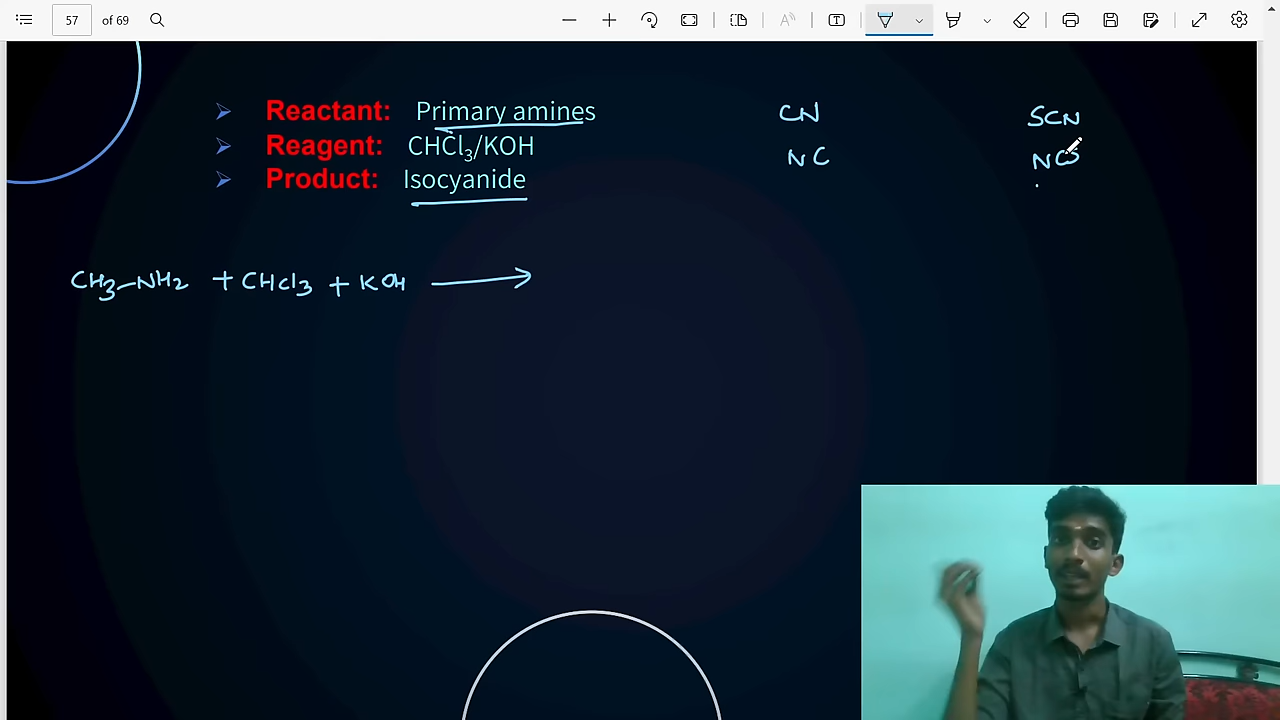 57 of 69
Reactant: Primary amines
Reagent: CHCl₃/KOH
Product: Isocyanide
CN
NC
SCN
CH3-NH2 + CHCl3 + KOH ⟶